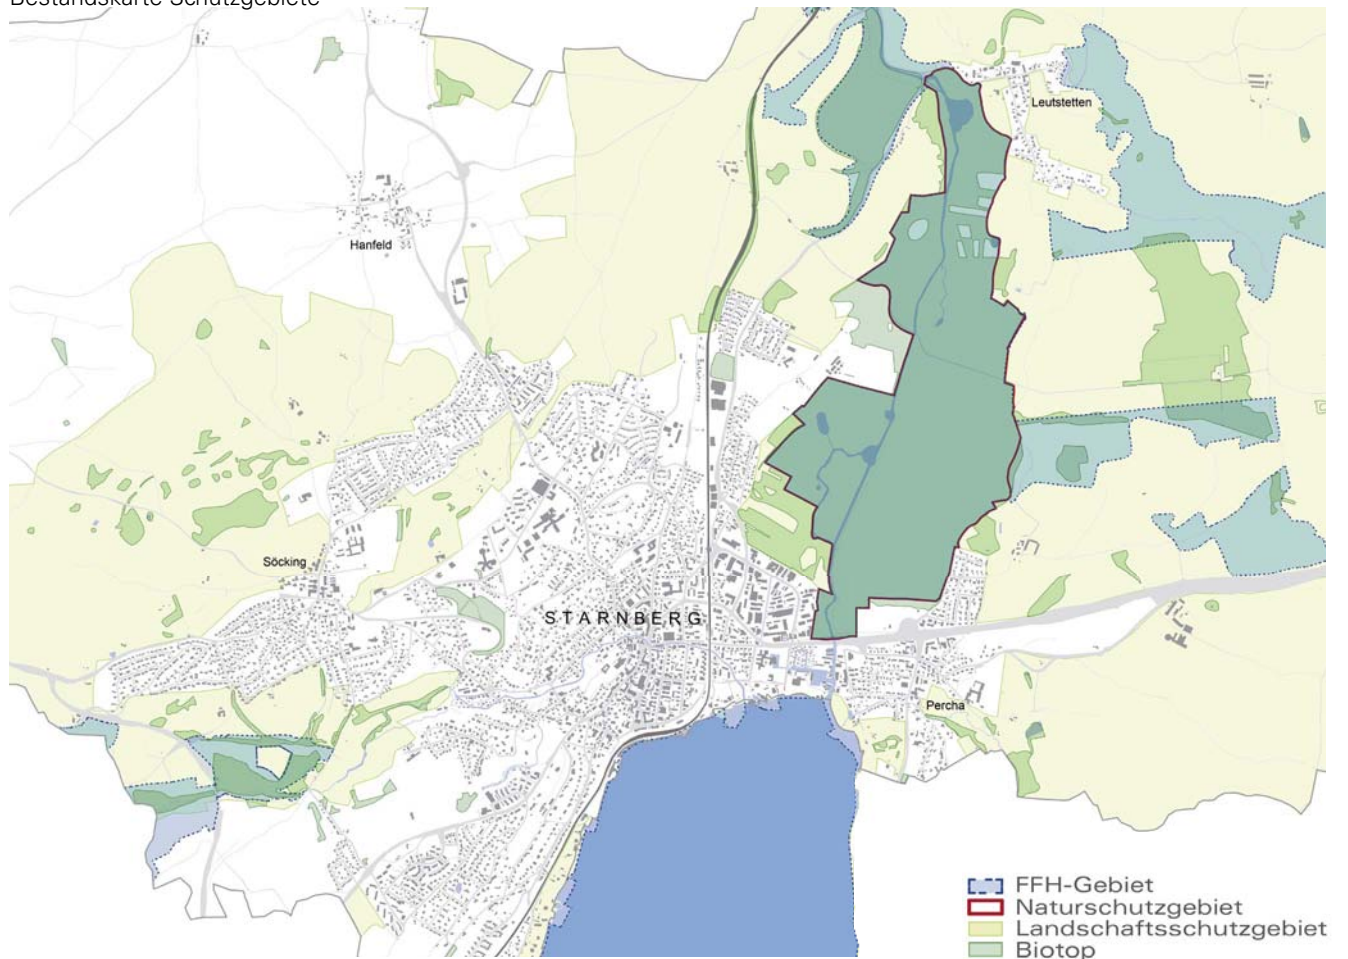 Bestandskarte Schutzgebiete
Leutstetten
Hanfeld
Söcking
STARNBERG
Percha
FFH-Gebiet
Naturschutzgebiet
Landschaftsschutzgebiet
Biotop